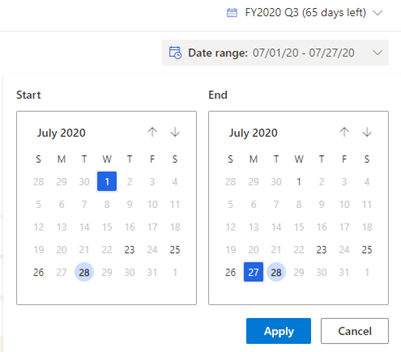 FY2020 Q3 (65 days left)
Date range: 07/01/20 - 07/27/20
Start
End
July 2020
S M T W T F S
28 29 30 1 2 3 4
5 6 7 8 9 10 11
12 13 14 15 16 17 18
19 20 21 22 23 24 25
26 27 28 29 30 31 1
July 2020
S M T W T F S
28 29 30 1 2 3 4
5 6 7 8 9 10 11
12 13 14 15 16 17 18
19 20 21 22 23 24 25
26 27 28 29 30 31 1
Apply
Cancel